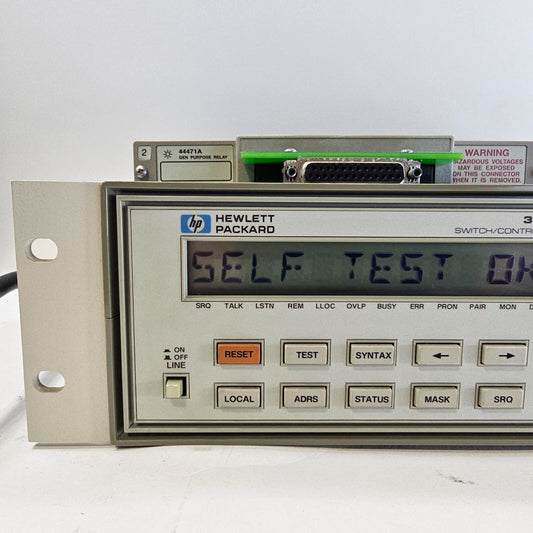 2
44471A
GEN PURPOSE RELAY
WARNING
HAZARDOUS VOLTAGES
MAY BE EXPOSED
ON THIS CONNECTOR
WHEN IT IS REMOVED.
hp HEWLETT
PACKARD
3
SWITCH/CONTR
SELF TEST OK
SRQ TALK LSTN REM LLOC OVLP BUSY ERR PRON PAIR MON D
ON
OFF
LINE
RESET TEST SYNTAX ← →
LOCAL ADRS STATUS MASK SRQ